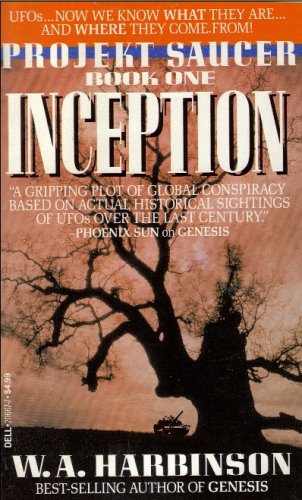 UFOs...NOW WE KNOW WHAT THEY ARE...
AND WHERE THEY COME FROM!
PROJEKT SAUCER
BOOK ONE
INCEPTION
"A GRIPPING PLOT OF GLOBAL CONSPIRACY
BASED ON ACTUAL HISTORICAL SIGHTINGS
OF UFOs OVER THE LAST CENTURY."
–PHOENIX SUN on GENESIS
DELL • 20667-7 • $4.99
W. A. HARBINSON
BEST-SELLING AUTHOR OF GENESIS